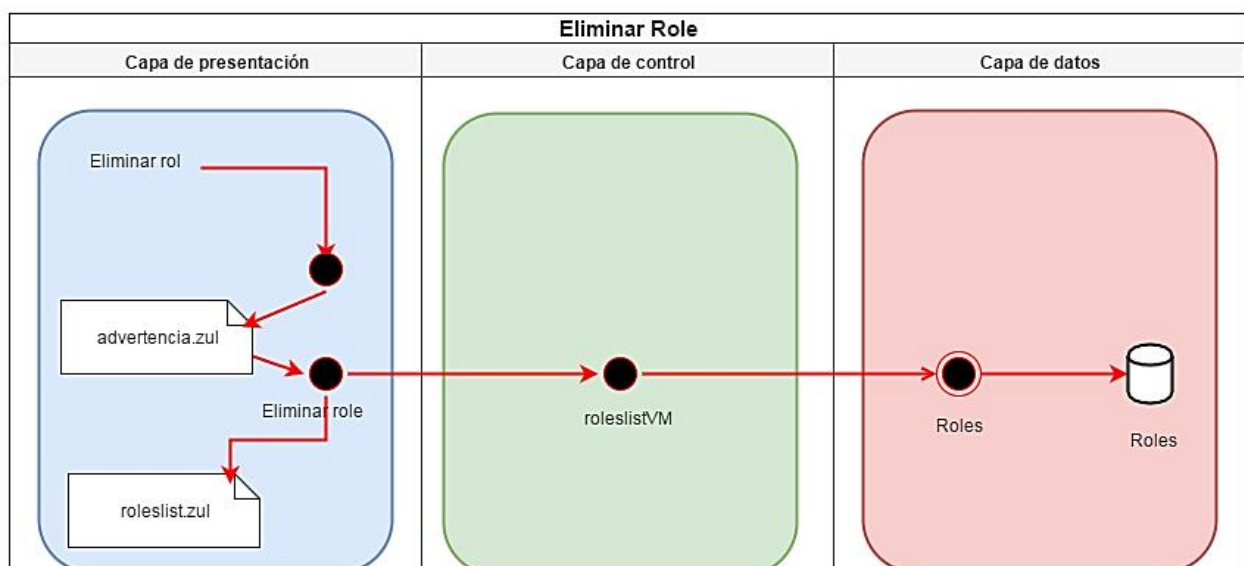 Eliminar Role
Capa de presentación
Capa de control
Capa de datos
Eliminar rol
advertencia.zul
Eliminar role
roleslist.zul
roleslistVM
Roles
Roles